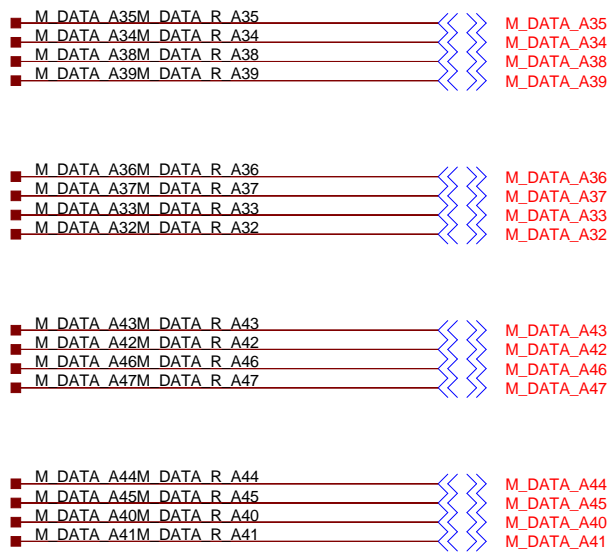 M_DATA_A35M_DATA_R_A35 M_DATA_A35
M_DATA_A34M_DATA_R_A34 M_DATA_A34
M_DATA_A38M_DATA_R_A38 M_DATA_A38
M_DATA_A39M_DATA_R_A39 M_DATA_A39
M_DATA_A36M_DATA_R_A36 M_DATA_A36
M_DATA_A37M_DATA_R_A37 M_DATA_A37
M_DATA_A33M_DATA_R_A33 M_DATA_A33
M_DATA_A32M_DATA_R_A32 M_DATA_A32
M_DATA_A43M_DATA_R_A43 M_DATA_A43
M_DATA_A42M_DATA_R_A42 M_DATA_A42
M_DATA_A46M_DATA_R_A46 M_DATA_A46
M_DATA_A47M_DATA_R_A47 M_DATA_A47
M_DATA_A44M_DATA_R_A44 M_DATA_A44
M_DATA_A45M_DATA_R_A45 M_DATA_A45
M_DATA_A40M_DATA_R_A40 M_DATA_A40
M_DATA_A41M_DATA_R_A41 M_DATA_A41